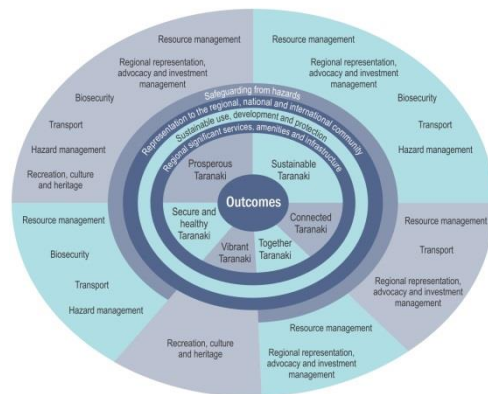 Resource management
Regional representation,
advocacy and investment
management
Biosecurity
Transport
Hazard management
Recreation, culture
and heritage
Resource management
Regional representation,
advocacy and investment
management
Biosecurity
Transport
Hazard management
Safeguarding from hazards
Representation to the regional, national and international community
Sustainable use, development and protection
Regional significant services, amenities and infrastructure
Prosperous
Taranaki
Sustainable
Taranaki
Outcomes
Secure and
healthy
Taranaki
Connected
Taranaki
Vibrant
Taranaki
Together
Taranaki
Resource management
Biosecurity
Transport
Hazard management
Resource management
Transport
Regional representation,
advocacy and investment
management
Recreation, culture
and heritage
Resource management
Regional representation,
advocacy and investment
management